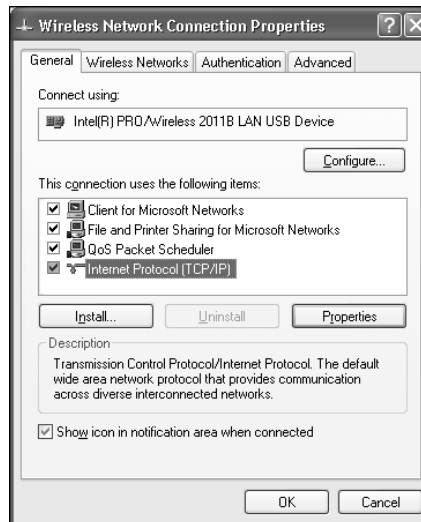 Wireless Network Connection Properties
General Wireless Networks Authentication Advanced
Connect using:
Intel(R) PRO/Wireless 2011B LAN USB Device
Configure...
This connection uses the following items:
Client for Microsoft Networks
File and Printer Sharing for Microsoft Networks
QoS Packet Scheduler
Internet Protocol (TCP/IP)
Install... Uninstall Properties
Description
Transmission Control Protocol/Internet Protocol. The default
wide area network protocol that provides communication
across diverse interconnected networks.
Show icon in notification area when connected
OK Cancel